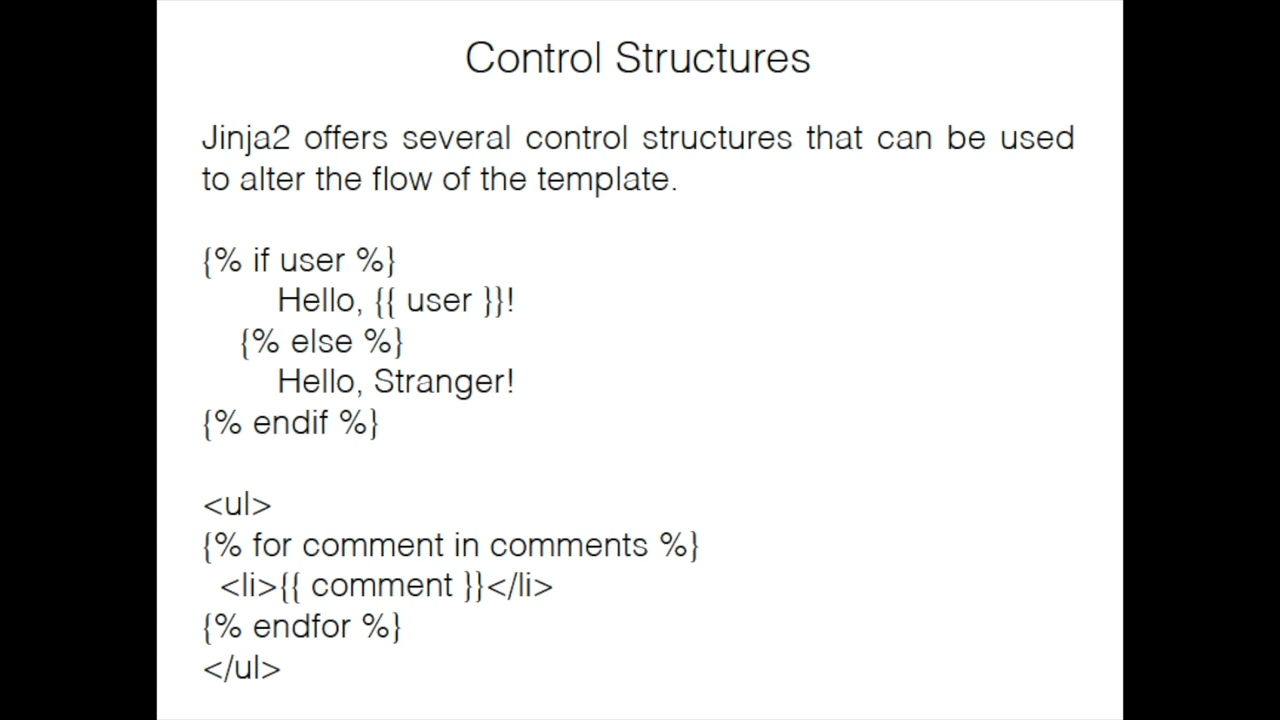 Control Structures
Jinja2 offers several control structures that can be used
to alter the flow of the template.
{% if user %}
Hello, {{ user }}!
{% else %}
Hello, Stranger!
{% endif %}
<ul>
{% for comment in comments %}
<li>{{ comment }}</li>
{% endfor %}
</ul>